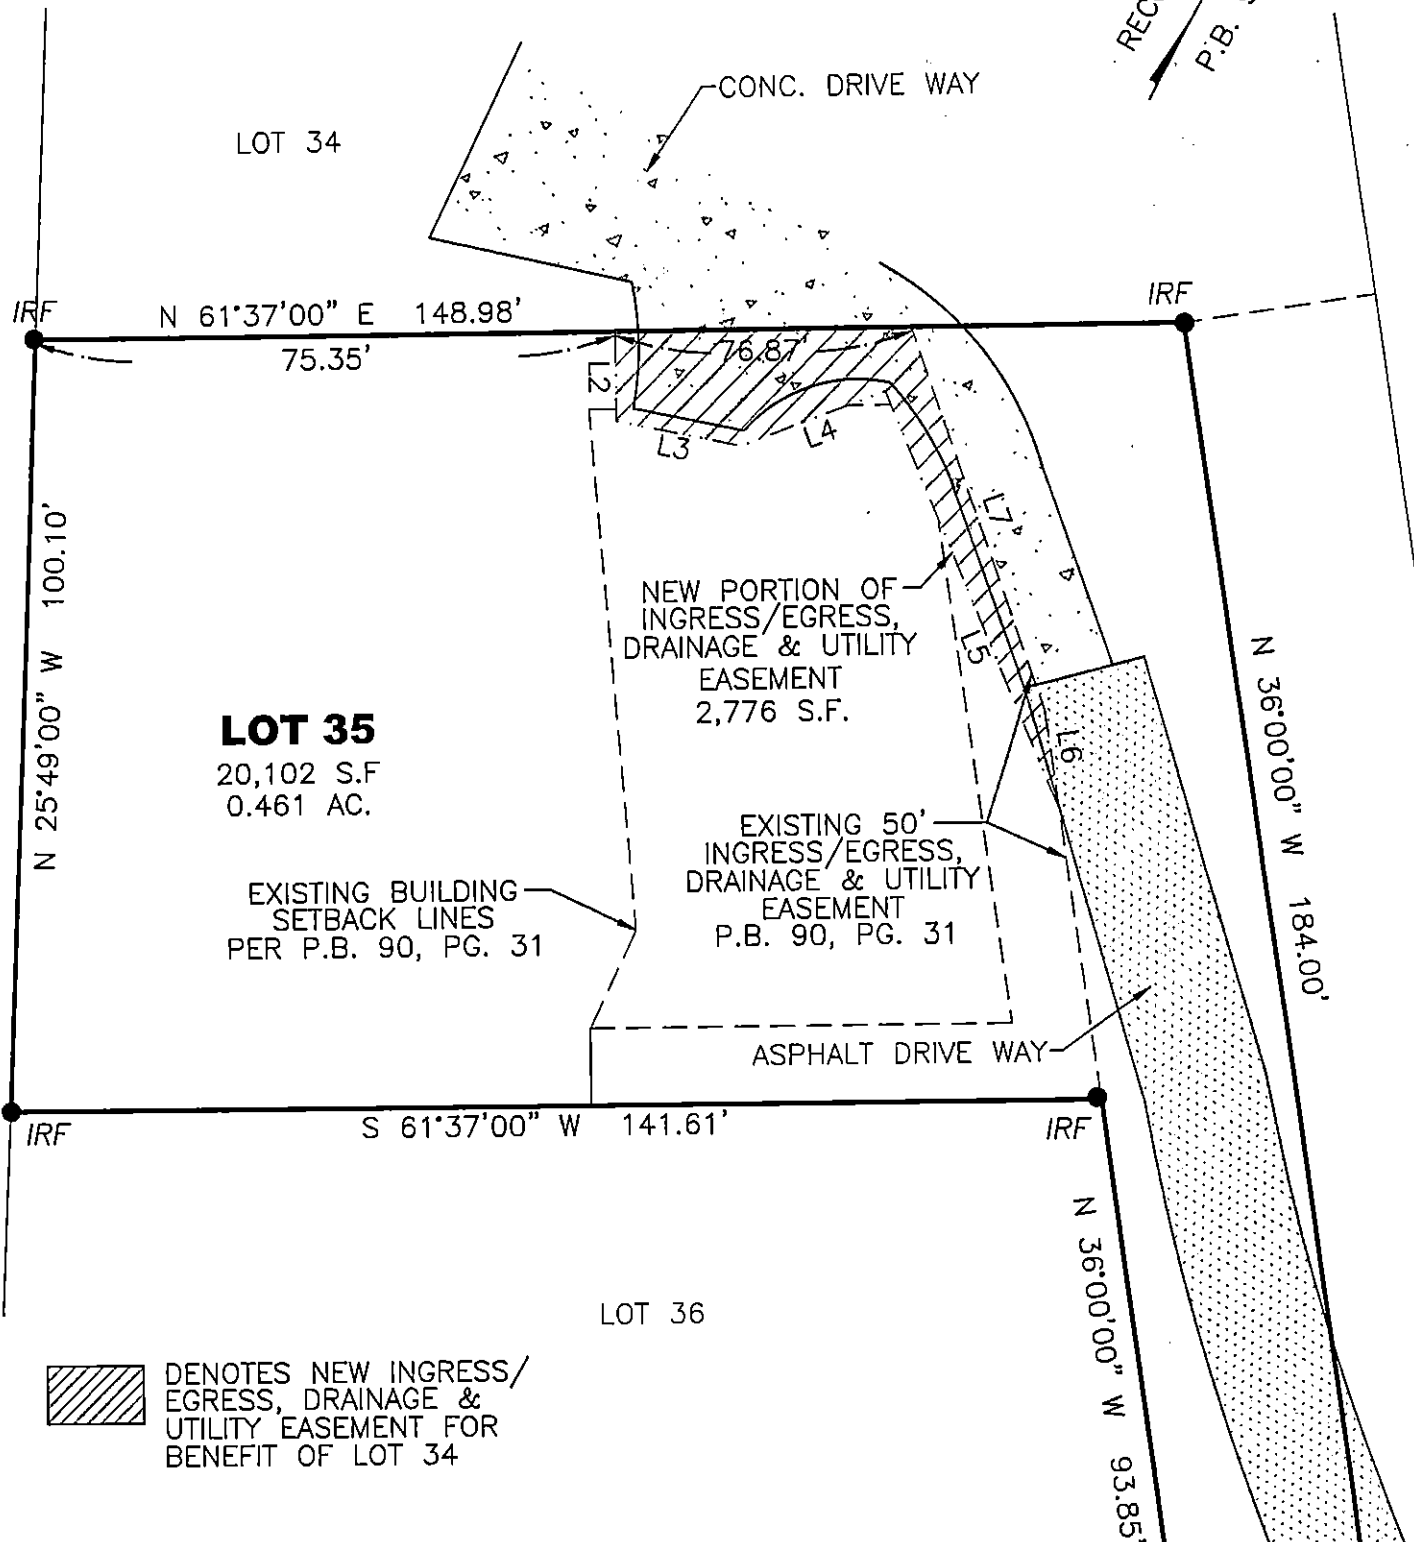 REC
P.B.
CONC. DRIVE WAY
LOT 34
IRF
N 61°37'00" E 148.98'
IRF
75.35'
76.87'
L2
L3
L4
L7
N 25°49'00" W 100.10'
NEW PORTION OF
INGRESS/EGRESS,
DRAINAGE & UTILITY
EASEMENT
2,776 S.F.
L5
L6
N 36°00'00" W 184.00'
LOT 35
20,102 S.F
0.461 AC.
EXISTING 50'
INGRESS/EGRESS,
DRAINAGE & UTILITY
EASEMENT
P.B. 90, PG. 31
EXISTING BUILDING
SETBACK LINES
PER P.B. 90, PG. 31
ASPHALT DRIVE WAY
IRF
S 61°37'00" W 141.61'
IRF
N 36°00'00" W 93.85'
LOT 36
DENOTES NEW INGRESS/
EGRESS, DRAINAGE &
UTILITY EASEMENT FOR
BENEFIT OF LOT 34